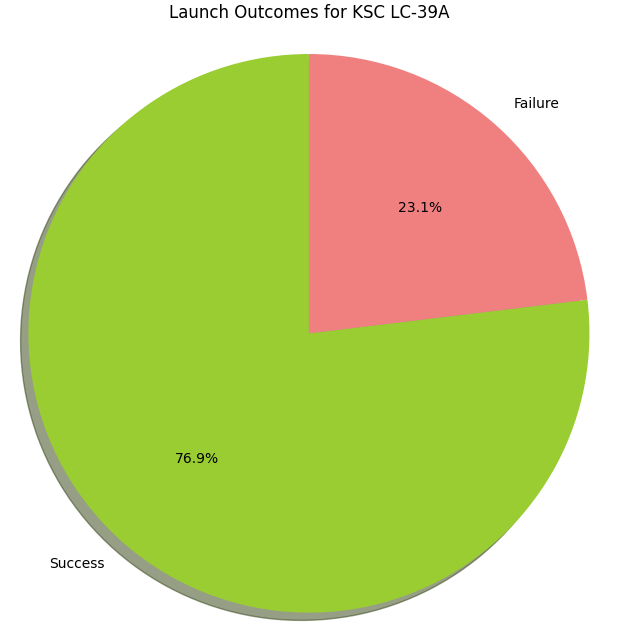 Launch Outcomes for KSC LC-39A
Failure
23.1%
76.9%
Success